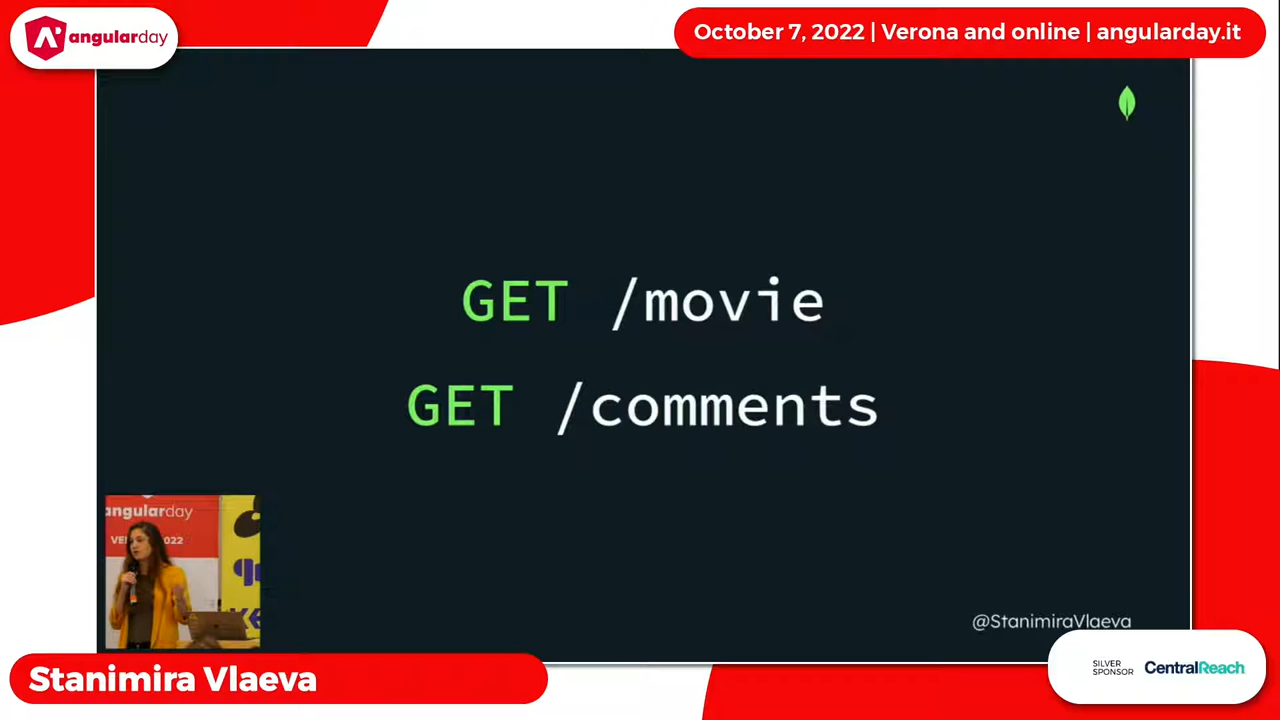 angularday
October 7, 2022 | Verona and online | angularday.it
GET /movie
GET /comments
angularday
@StanimiraVlaeva
Stanimira Vlaeva
SILVER
SPONSOR
CentralReach